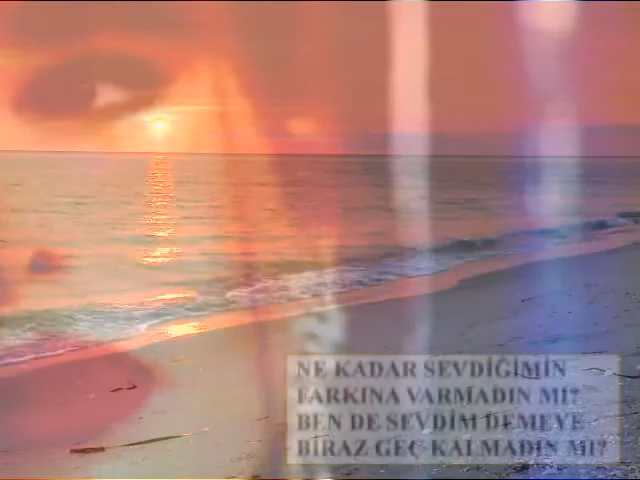 NE KADAR SEVDİĞİMİN
FARKINA VARMADIN MI?
BEN DE SEVDİM DEMEYE
BİRAZ GEÇ KALMADIN MI?